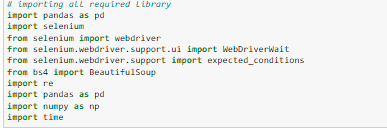 # importing all required library
import pandas as pd
import selenium
from selenium import webdriver
from selenium.webdriver.support.ui import WebDriverWait
from selenium.webdriver.support import expected_conditions
from bs4 import BeautifulSoup
import re
import pandas as pd
import numpy as np
import time